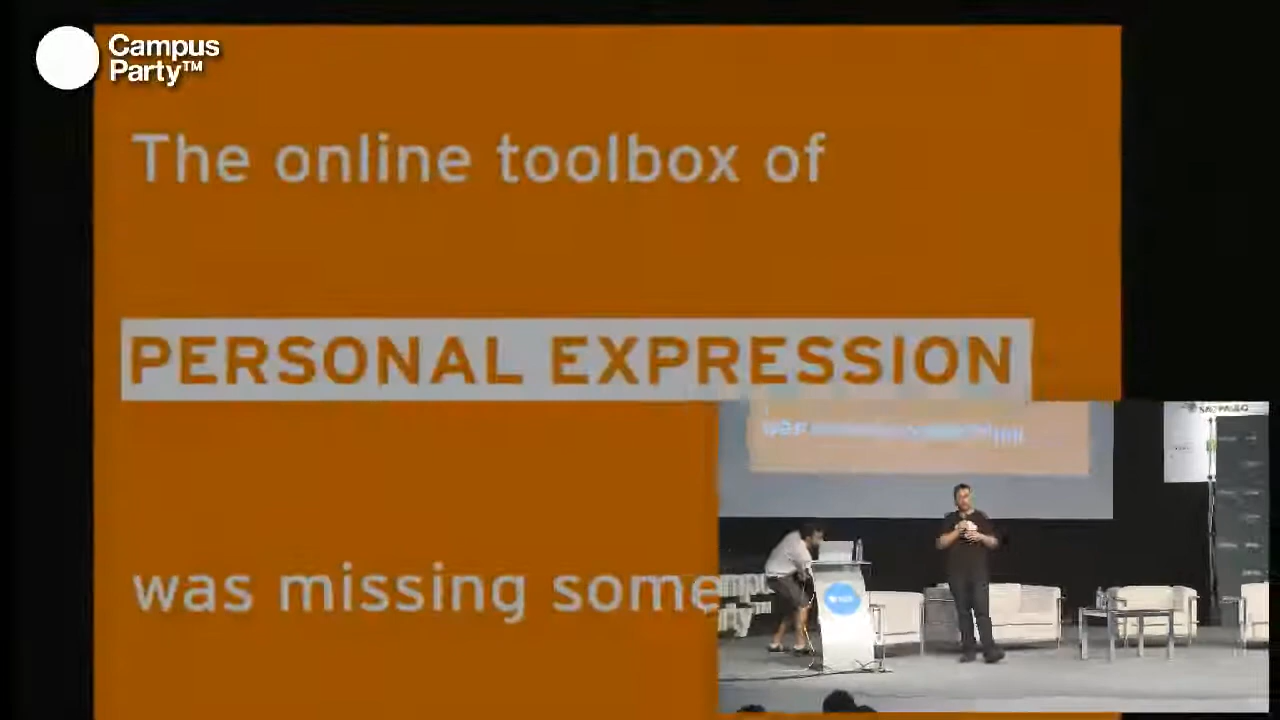 Campus
Party™
The online toolbox of
PERSONAL EXPRESSION
was missing some